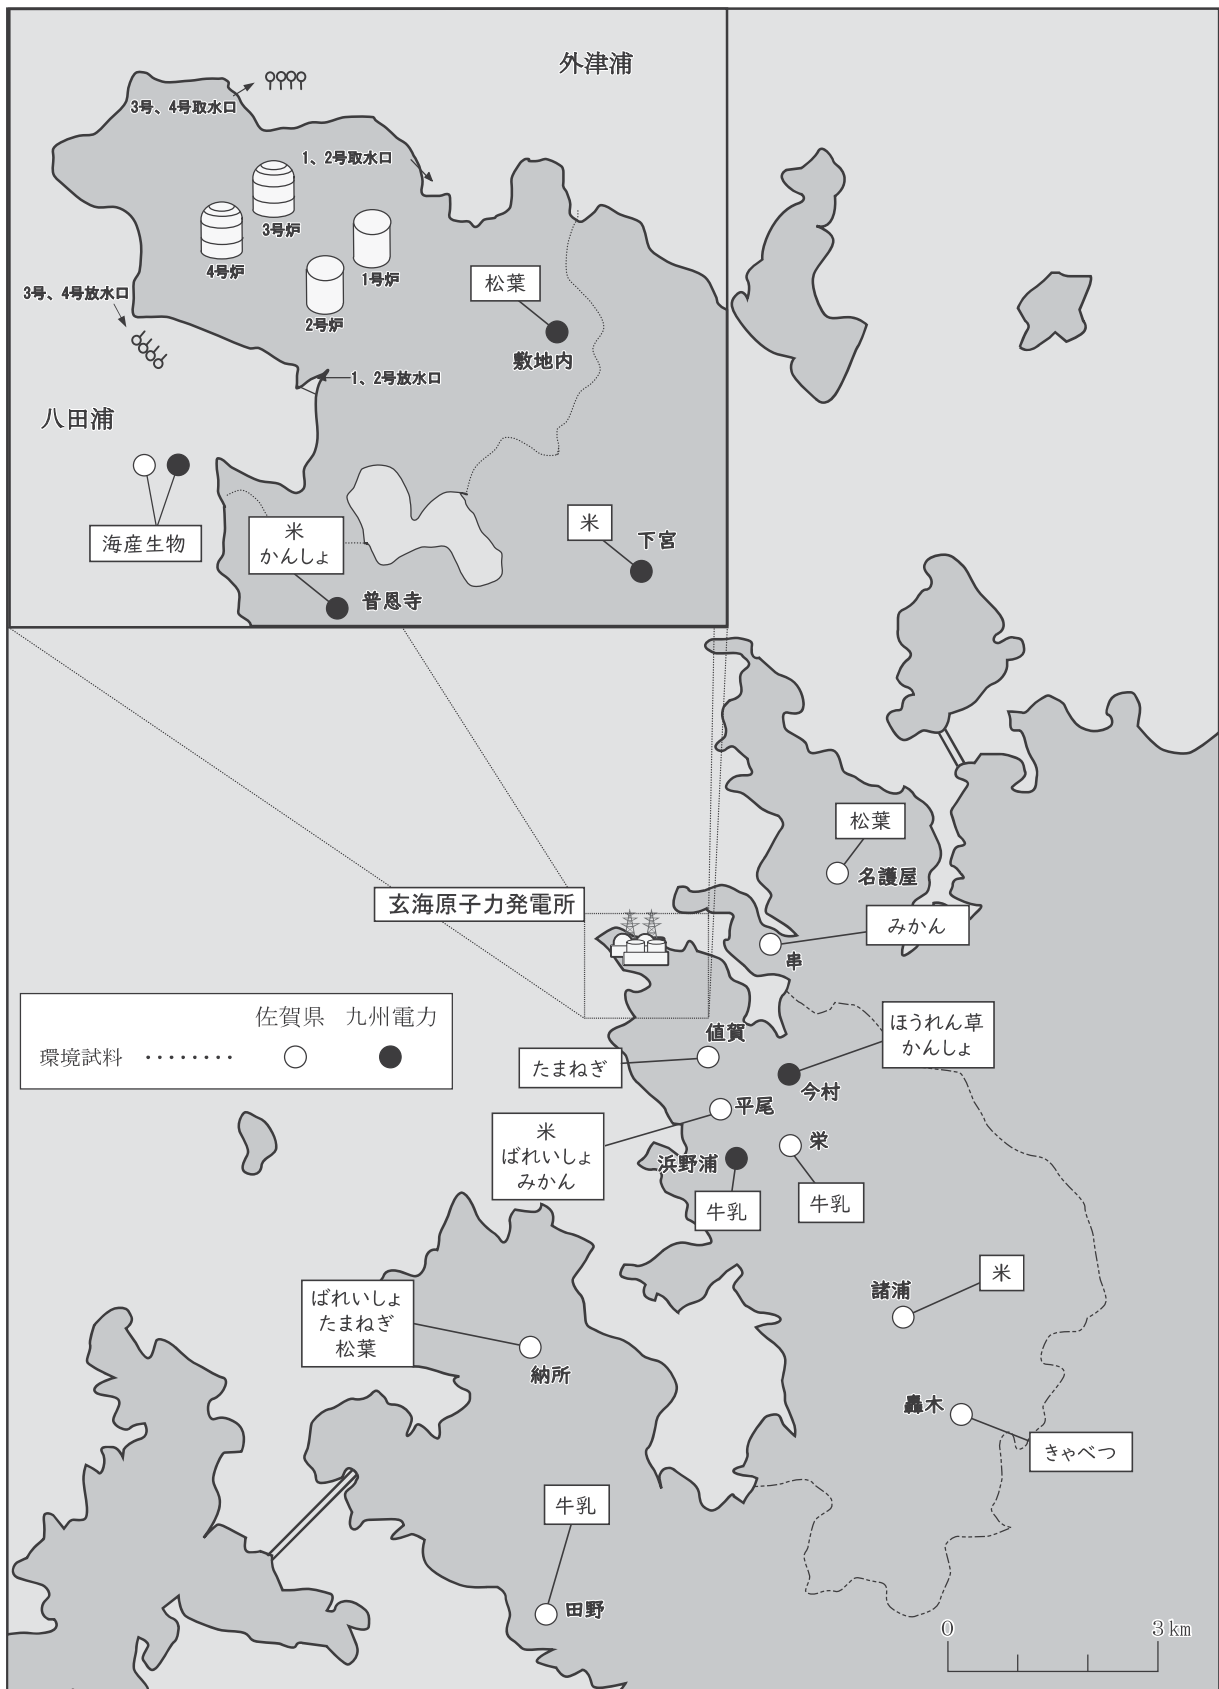 外津浦
3号、4号取水口
1、2号取水口
3号炉
4号炉
1号炉
2号炉
松葉
敷地内
3号、4号放水口
1、2号放水口
八田浦
海産生物
米
かんしょ
普恩寺
米
下宮
松葉
名護屋
玄海原子力発電所
みかん
串
佐賀県 九州電力
環境試料 ‥‥‥‥
値賀
たまねぎ
ほうれん草
かんしょ
今村
平尾
米
ばれいしょ
みかん
栄
浜野浦
牛乳
牛乳
諸浦
米
ばれいしょ
たまねぎ
松葉
納所
轟木
きゃべつ
牛乳
田野
0 3km